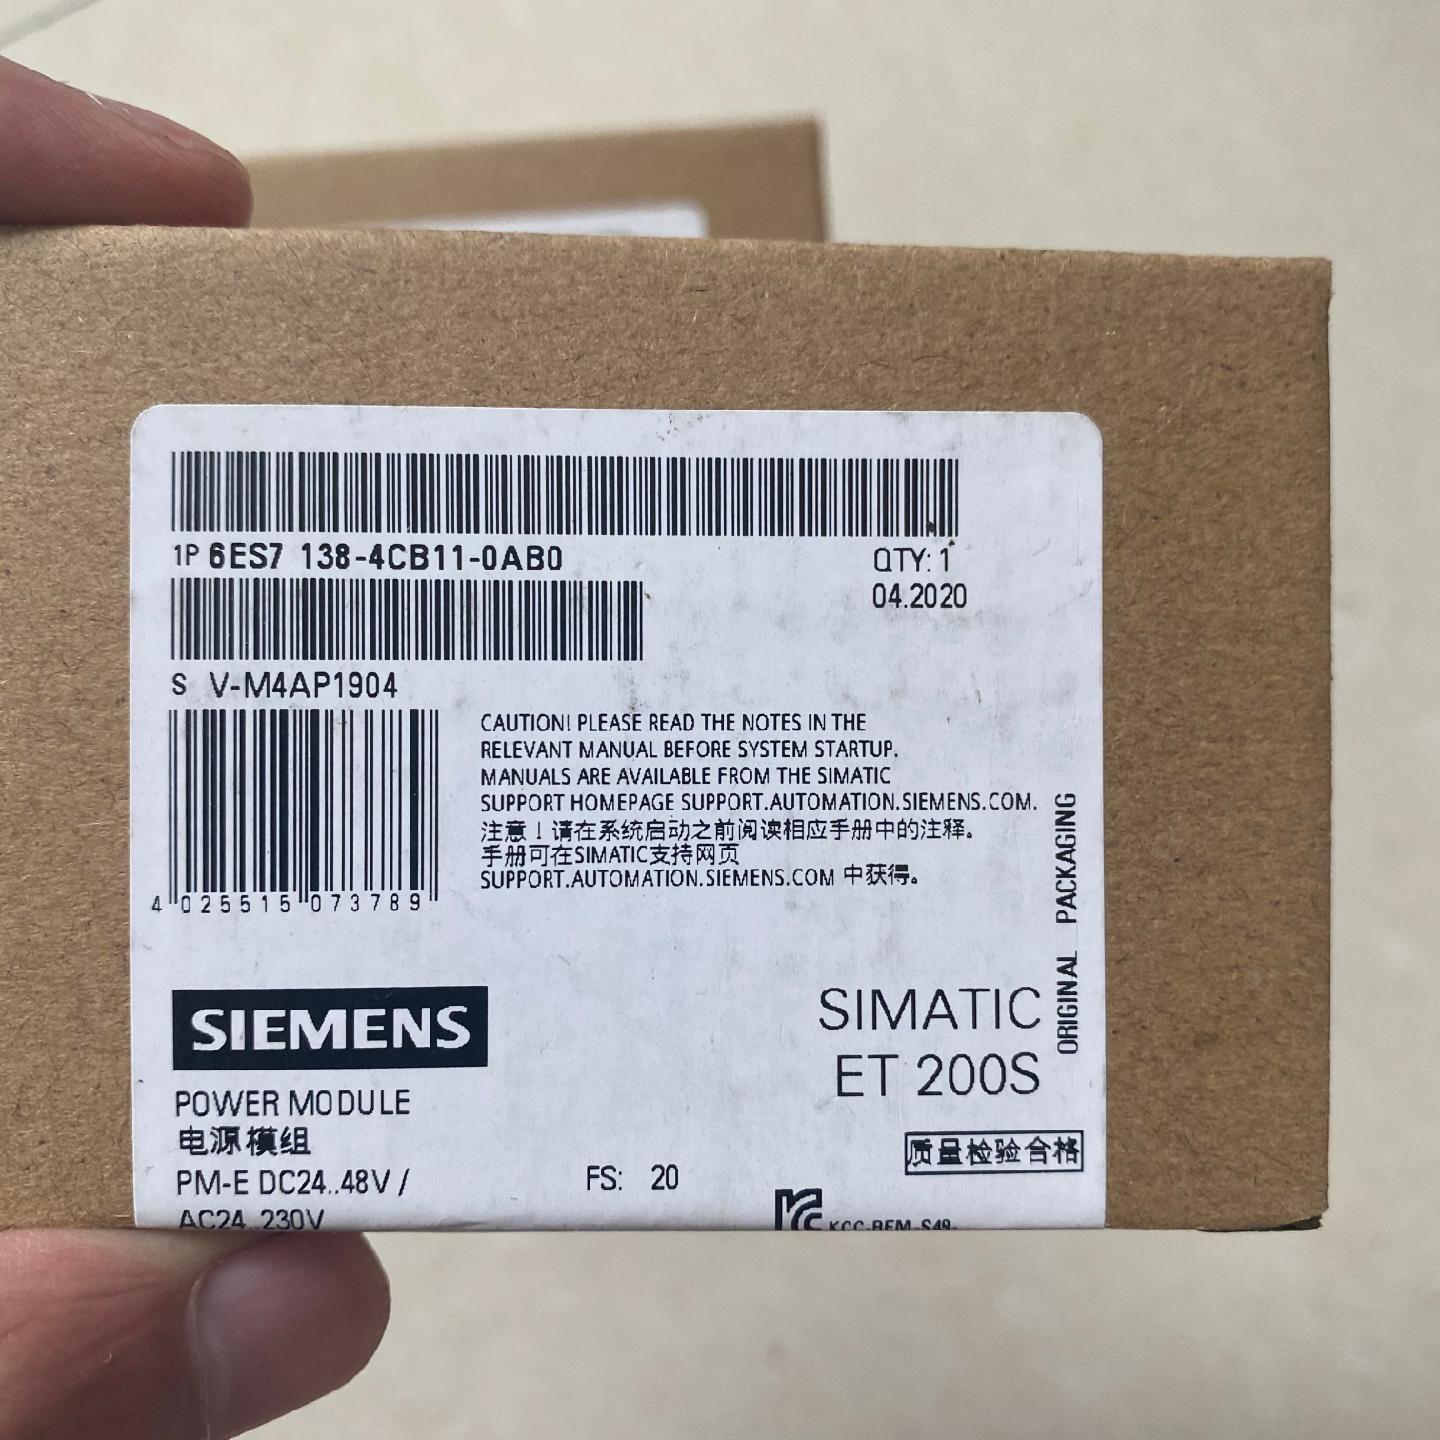 1P 6ES7 138-4CB11-0AB0
QTY: 1
04.2020
S V-M4AP1904
CAUTION! PLEASE READ THE NOTES IN THE
RELEVANT MANUAL BEFORE SYSTEM STARTUP.
MANUALS ARE AVAILABLE FROM THE SIMATIC
SUPPORT HOMEPAGE SUPPORT.AUTOMATION.SIEMENS.COM.
注意！请在系统启动之前阅读相应手册中的注释。
手册可在SIMATIC支持网页
SUPPORT.AUTOMATION.SIEMENS.COM 中获得。
4 025515 073789
ORIGINAL PACKAGING
SIEMENS
SIMATIC
ET 200S
POWER MODULE
电源模组
PM-E DC24..48V /
AC24..230V
FS: 20
质量检验合格
KCC-REM-S49-